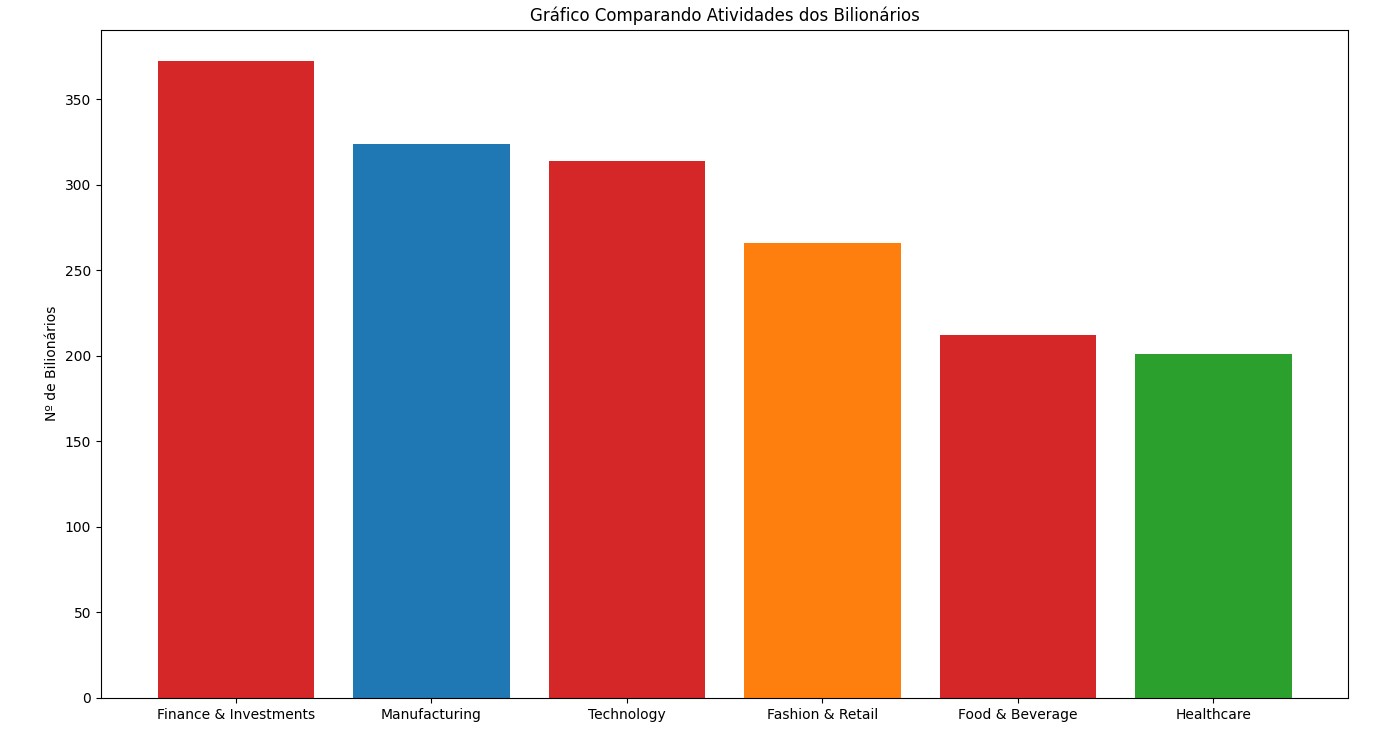 Gráfico Comparando Atividades dos Bilionários
Nº de Bilionários
350
300
250
200
150
100
50
0
Finance & Investments
Manufacturing
Technology
Fashion & Retail
Food & Beverage
Healthcare